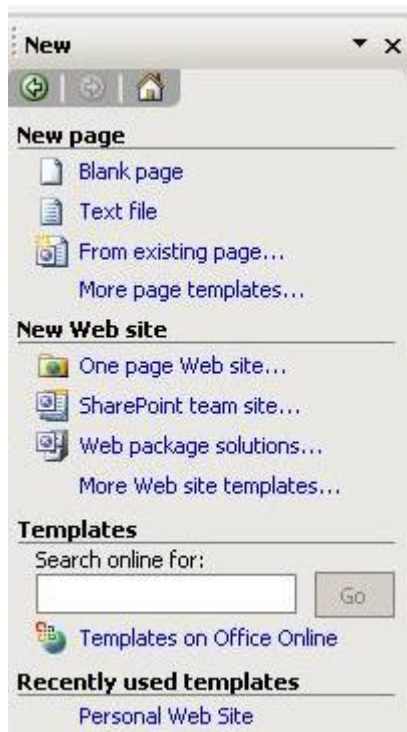 New
New page
Blank page
Text file
From existing page...
More page templates...
New Web site
One page Web site...
SharePoint team site...
Web package solutions...
More Web site templates...
Templates
Search online for:
Go
Templates on Office Online
Recently used templates
Personal Web Site